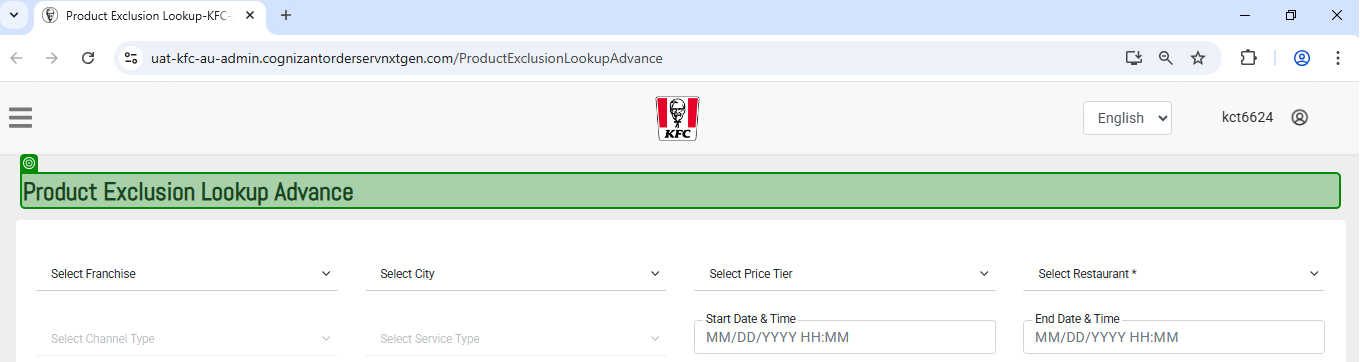 Product Exclusion Lookup-KFC-
uat-kfc-au-admin.cognizantorderservnxtgen.com/ProductExclusionLookupAdvance
KFC
English
kct6624
Product Exclusion Lookup Advance
Select Franchise
Select City
Select Price Tier
Select Restaurant *
Select Channel Type
Select Service Type
Start Date & Time
MM/DD/YYYY HH:MM
End Date & Time
MM/DD/YYYY HH:MM